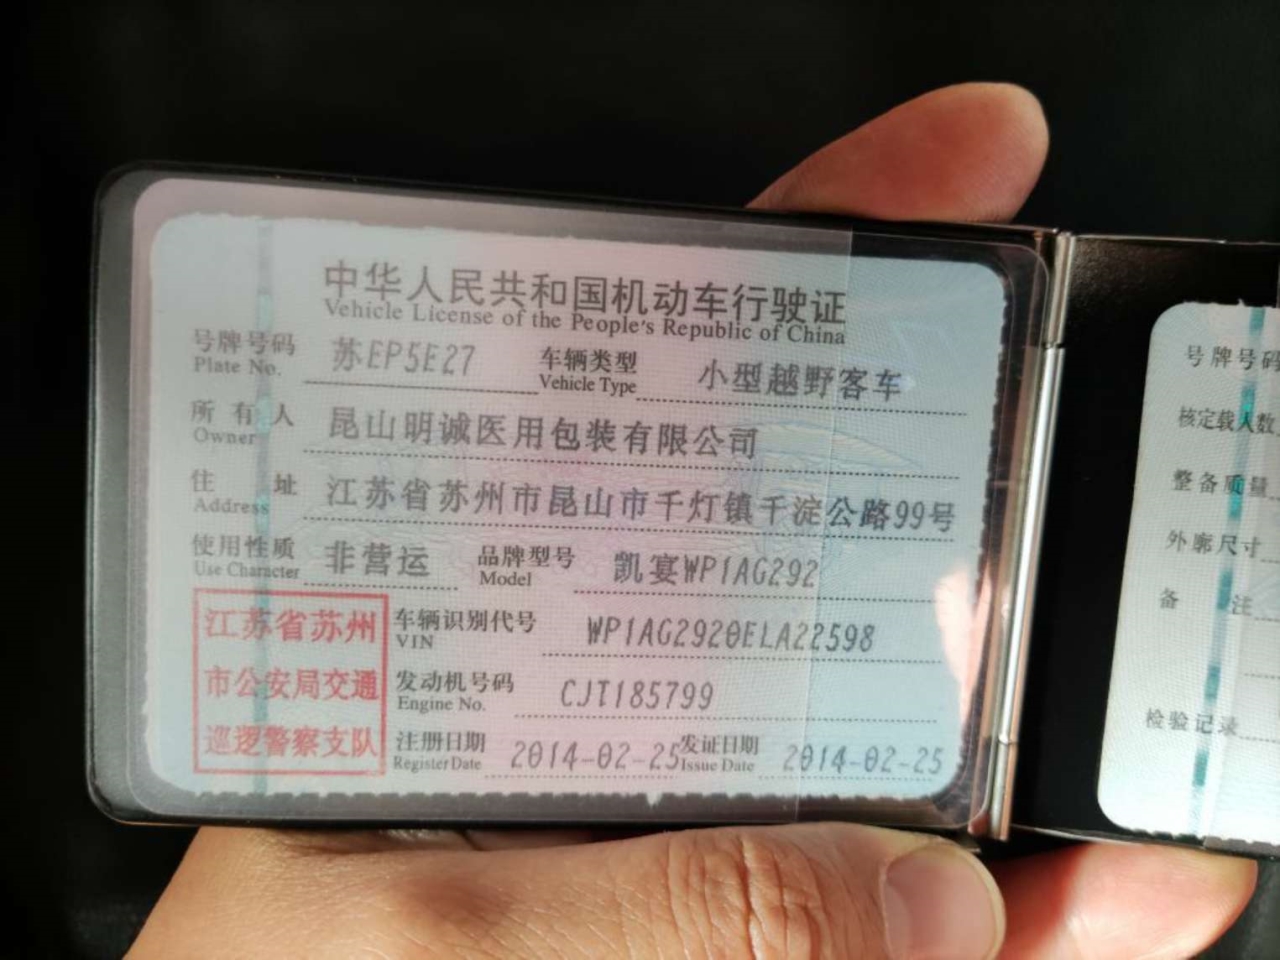 中华人民共和国机动车行驶证
Vehicle License of the People's Republic of China
号牌号码 苏EP5E27 车辆类型 小型越野客车
Plate No. Vehicle Type
所有人 昆山明诚医用包装有限公司
Owner
住址 江苏省苏州市昆山市千灯镇千淀公路99号
Address
使用性质 非营运 品牌型号 凯宴WP1AG292
Use Character Model
江苏省苏州
市公安局交通
巡逻警察支队
车辆识别代号 WP1AG2920ELA22598
VIN
发动机号码 CJT185799
Engine No.
注册日期 2014-02-25 发证日期 2014-02-25
Register Date Issue Date
号牌号码
核定载人数
整备质量
外廓尺寸
备注
检验记录